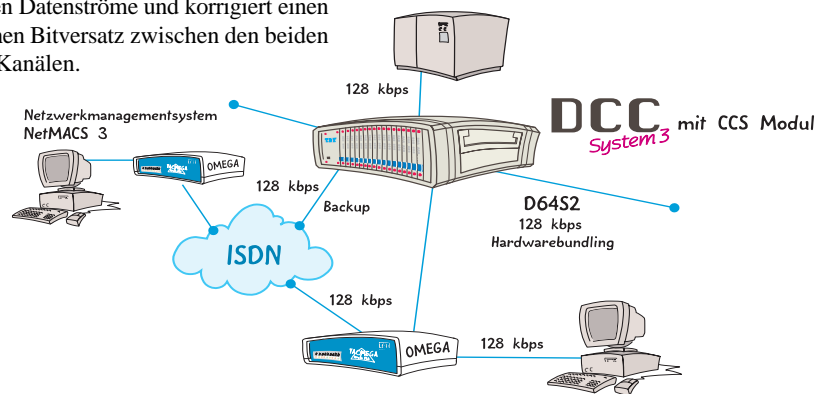 en Datenströme und korrigiert einen
nen Bitversatz zwischen den beiden
Kanälen.
128 kbps
Netzwerkmanagementsystem
NetMACS 3
DCC
System 3
mit CCS Modul
OMEGA
128 kbps
Backup
D64S2
128 kbps
Hardwarebundling
ISDN
128 kbps
OMEGA
128 kbps